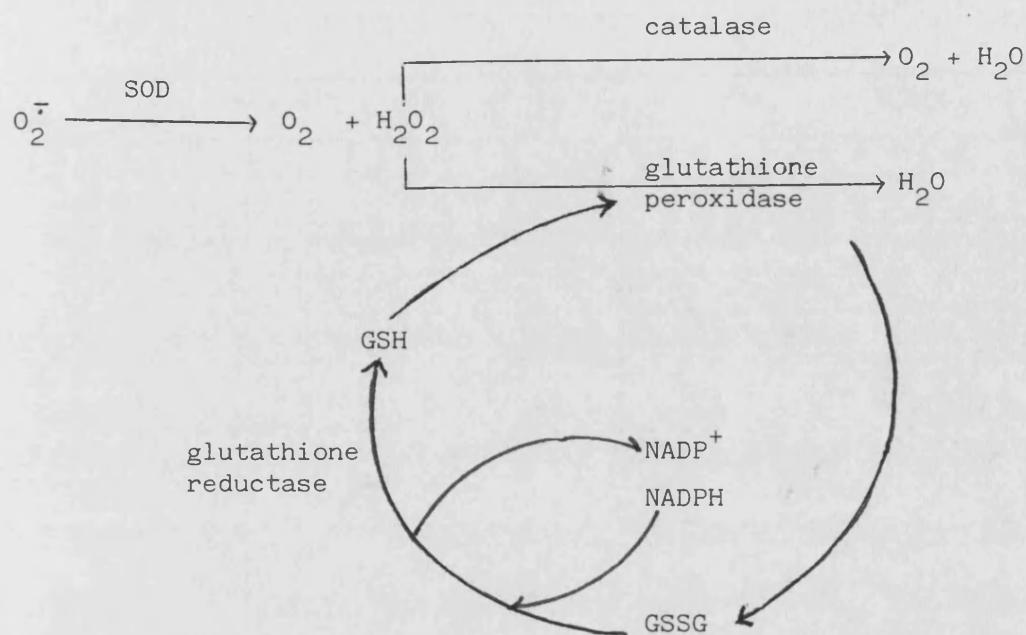 catalase
O₂ + H₂O
SOD
O₂⁻̇ O₂ + H₂O₂
glutathione
peroxidase
H₂O
GSH
glutathione
reductase
NADP⁺
NADPH
GSSG